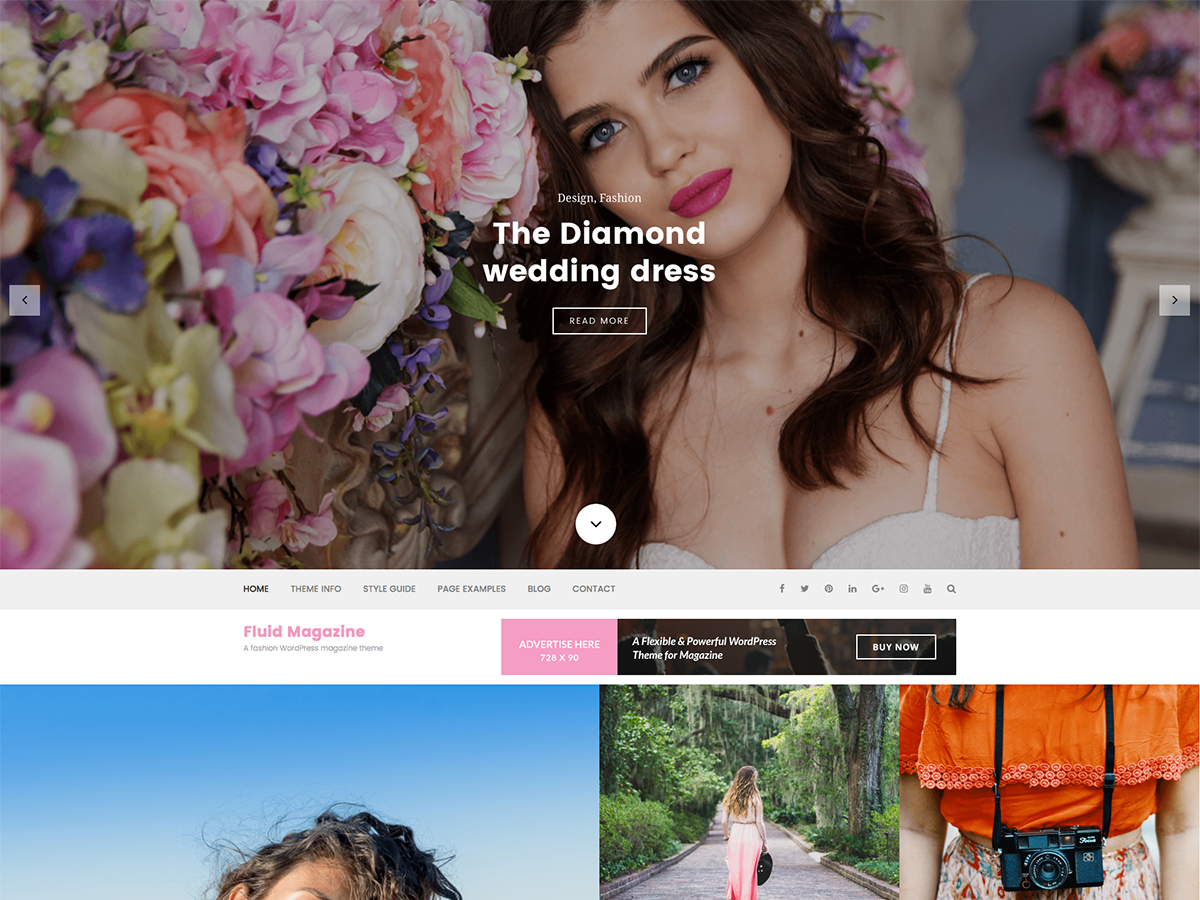 Design, Fashion
The Diamond
wedding dress
READ MORE
HOME THEME INFO STYLE GUIDE PAGE EXAMPLES BLOG CONTACT
Fluid Magazine
A fashion WordPress magazine theme
ADVERTISE HERE
728 X 90
A Flexible & Powerful WordPress
Theme for Magazine
BUY NOW